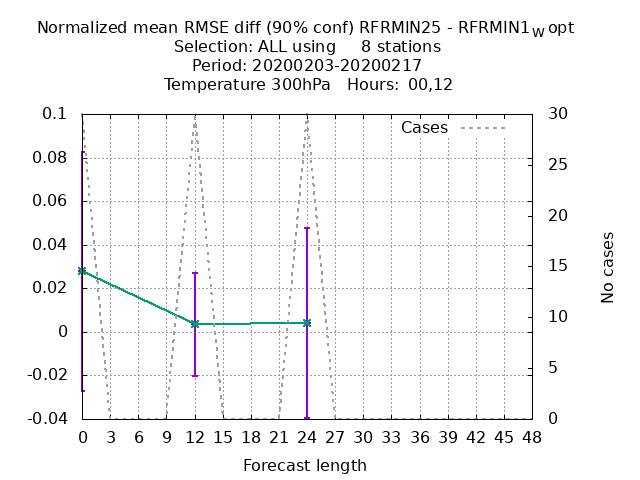 Normalized mean RMSE diff (90% conf) RFRMIN25 - RFRMIN1w opt
Selection: ALL using 8 stations
Period: 20200203-20200217
Temperature 300hPa Hours: 00,12
Cases
0.1
0.08
0.06
0.04
0.02
0
-0.02
-0.04
30
25
20
15
10
5
0
No cases
0 3 6 9 12 15 18 21 24 27 30 33 36 39 42 45 48
Forecast length